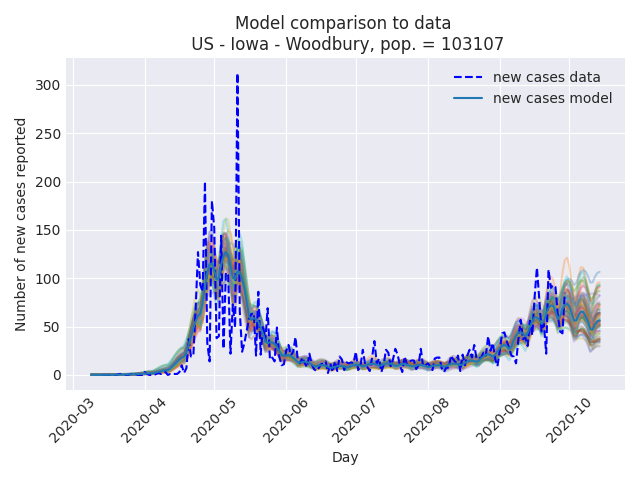 Model comparison to data
US - Iowa - Woodbury, pop. = 103107
new cases data
new cases model
Number of new cases reported
300
250
200
150
100
50
0
2020-03
2020-04
2020-05
2020-06
2020-07
2020-08
2020-09
2020-10
Day